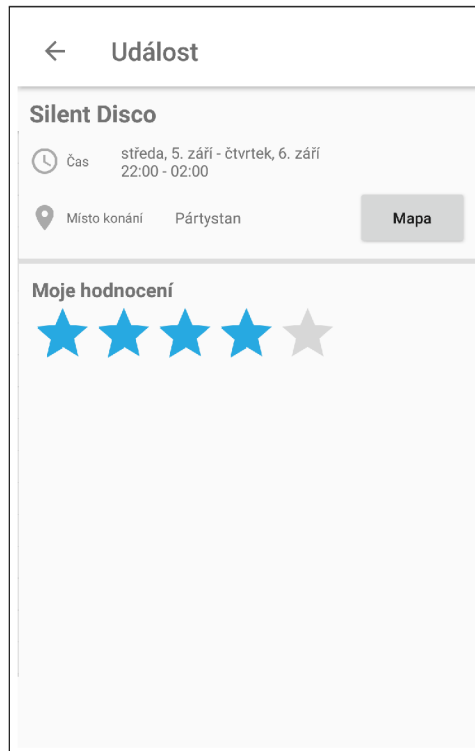 Událost
Silent Disco
Čas
středa, 5. září - čtvrtek, 6. září
22:00 - 02:00
Místo konání Pártystan Mapa
Moje hodnocení